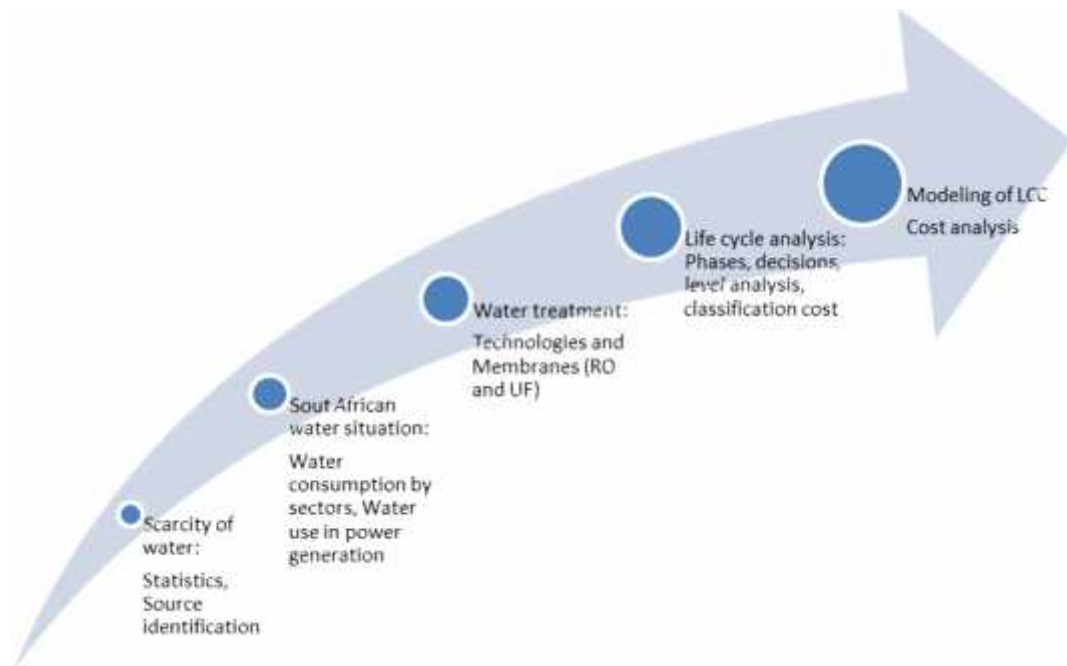 Scarcity of
water:
Statistics,
Source
identification
Sout African
water situation:
Water
consumption by
sectors, Water
use in power
generation
Water treatment:
Technologies and
Membranes (RO
and UF)
Life cycle analysis:
Phases, decisions,
level analysis,
classification cost
Modeling of LCC
Cost analysis